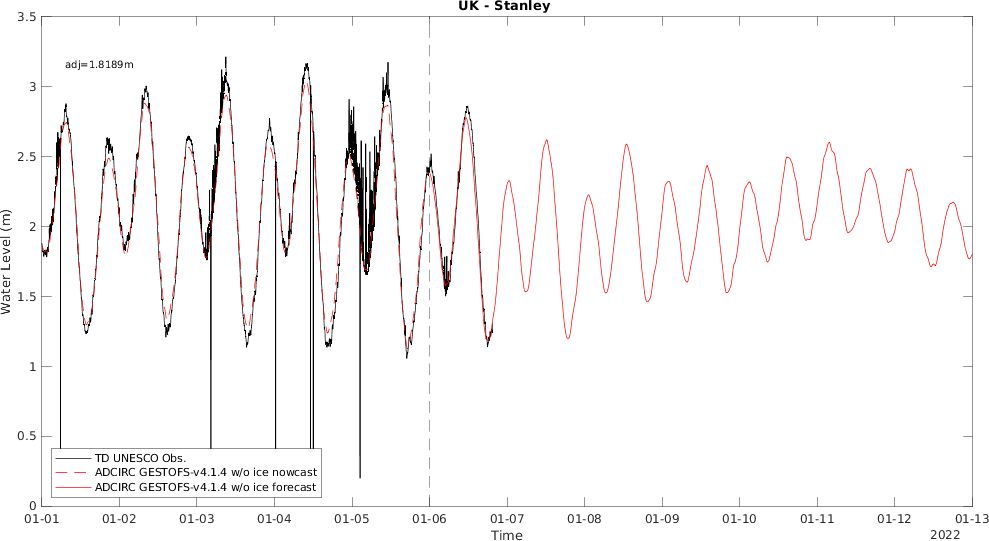 UK - Stanley
adj=1.8189m
Water Level (m)
3.5
3
2.5
2
1.5
1
0.5
0
TD UNESCO Obs.
ADCIRC GESTOFS-v4.1.4 w/o ice nowcast
ADCIRC GESTOFS-v4.1.4 w/o ice forecast
01-01 01-02 01-03 01-04 01-05 01-06 01-07 01-08 01-09 01-10 01-11 01-12 01-13
Time
2022